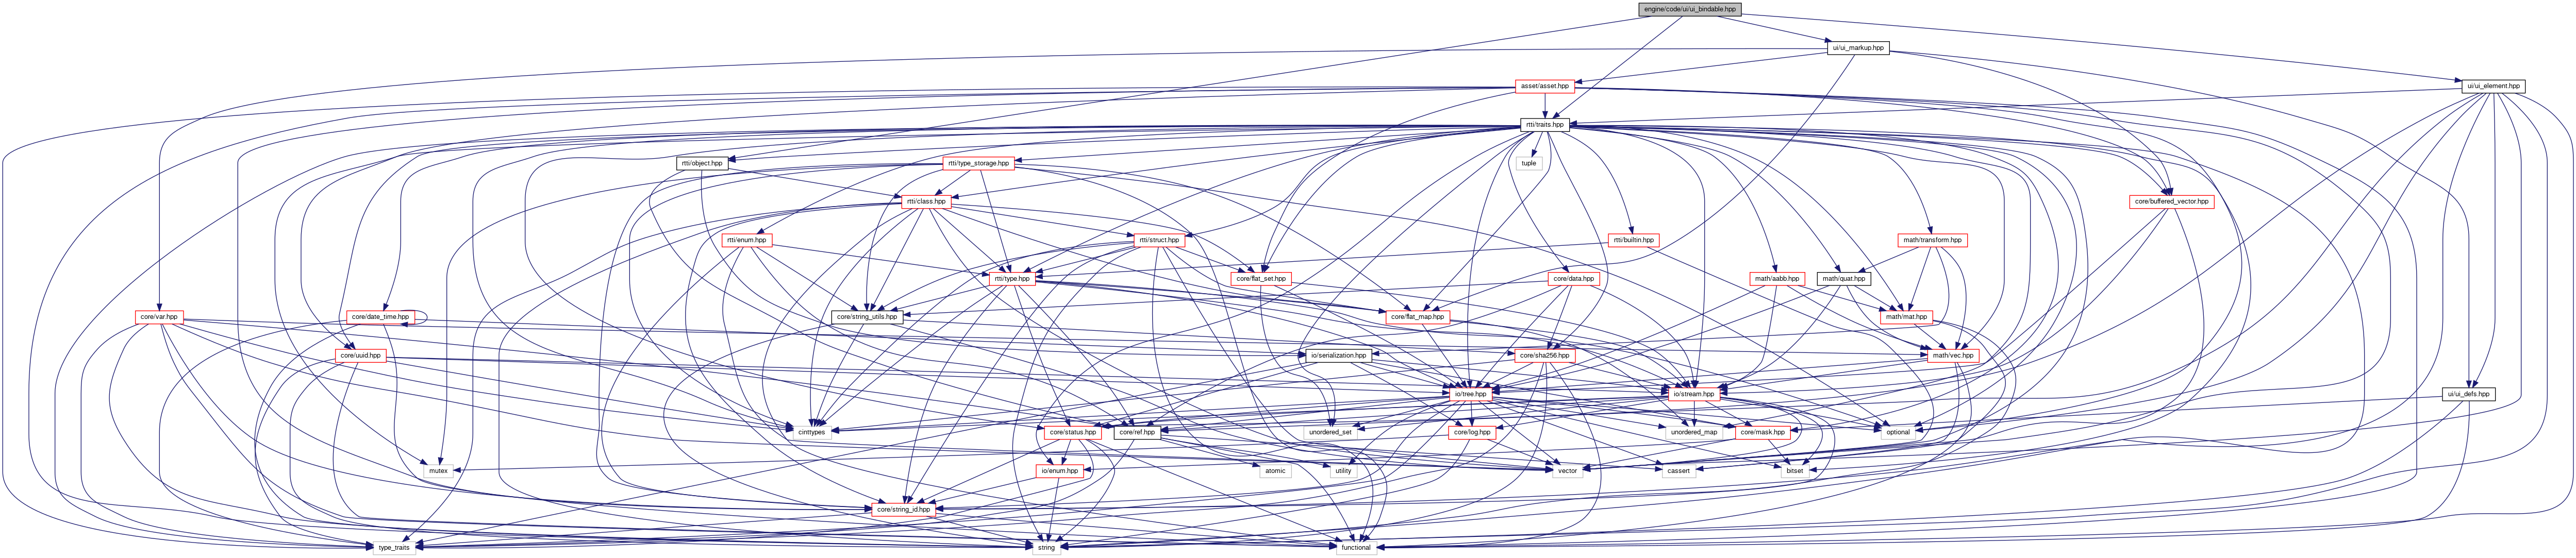 engine/code/ui/ui_bindable.hpp
ui/ui_markup.hpp
asset/asset.hpp
ui/ui_element.hpp
rtti/traits.hpp
rtti/object.hpp
rtti/type_storage.hpp
tuple
rtti/class.hpp
core/buffered_vector.hpp
rtti/enum.hpp
rtti/struct.hpp
rtti/builtin.hpp
math/transform.hpp
rtti/type.hpp
core/flat_set.hpp
core/data.hpp
math/aabb.hpp
math/quat.hpp
core/var.hpp
core/date_time.hpp
core/string_utils.hpp
core/flat_map.hpp
math/mat.hpp
core/uuid.hpp
io/serialization.hpp
core/sha256.hpp
math/vec.hpp
io/tree.hpp
io/stream.hpp
ui/ui_defs.hpp
cinttypes
core/status.hpp
core/ref.hpp
unordered_set
core/log.hpp
unordered_map
core/mask.hpp
optional
mutex
io/enum.hpp
atomic
utility
vector
cassert
bitset
core/string_id.hpp
type_traits
string
functional